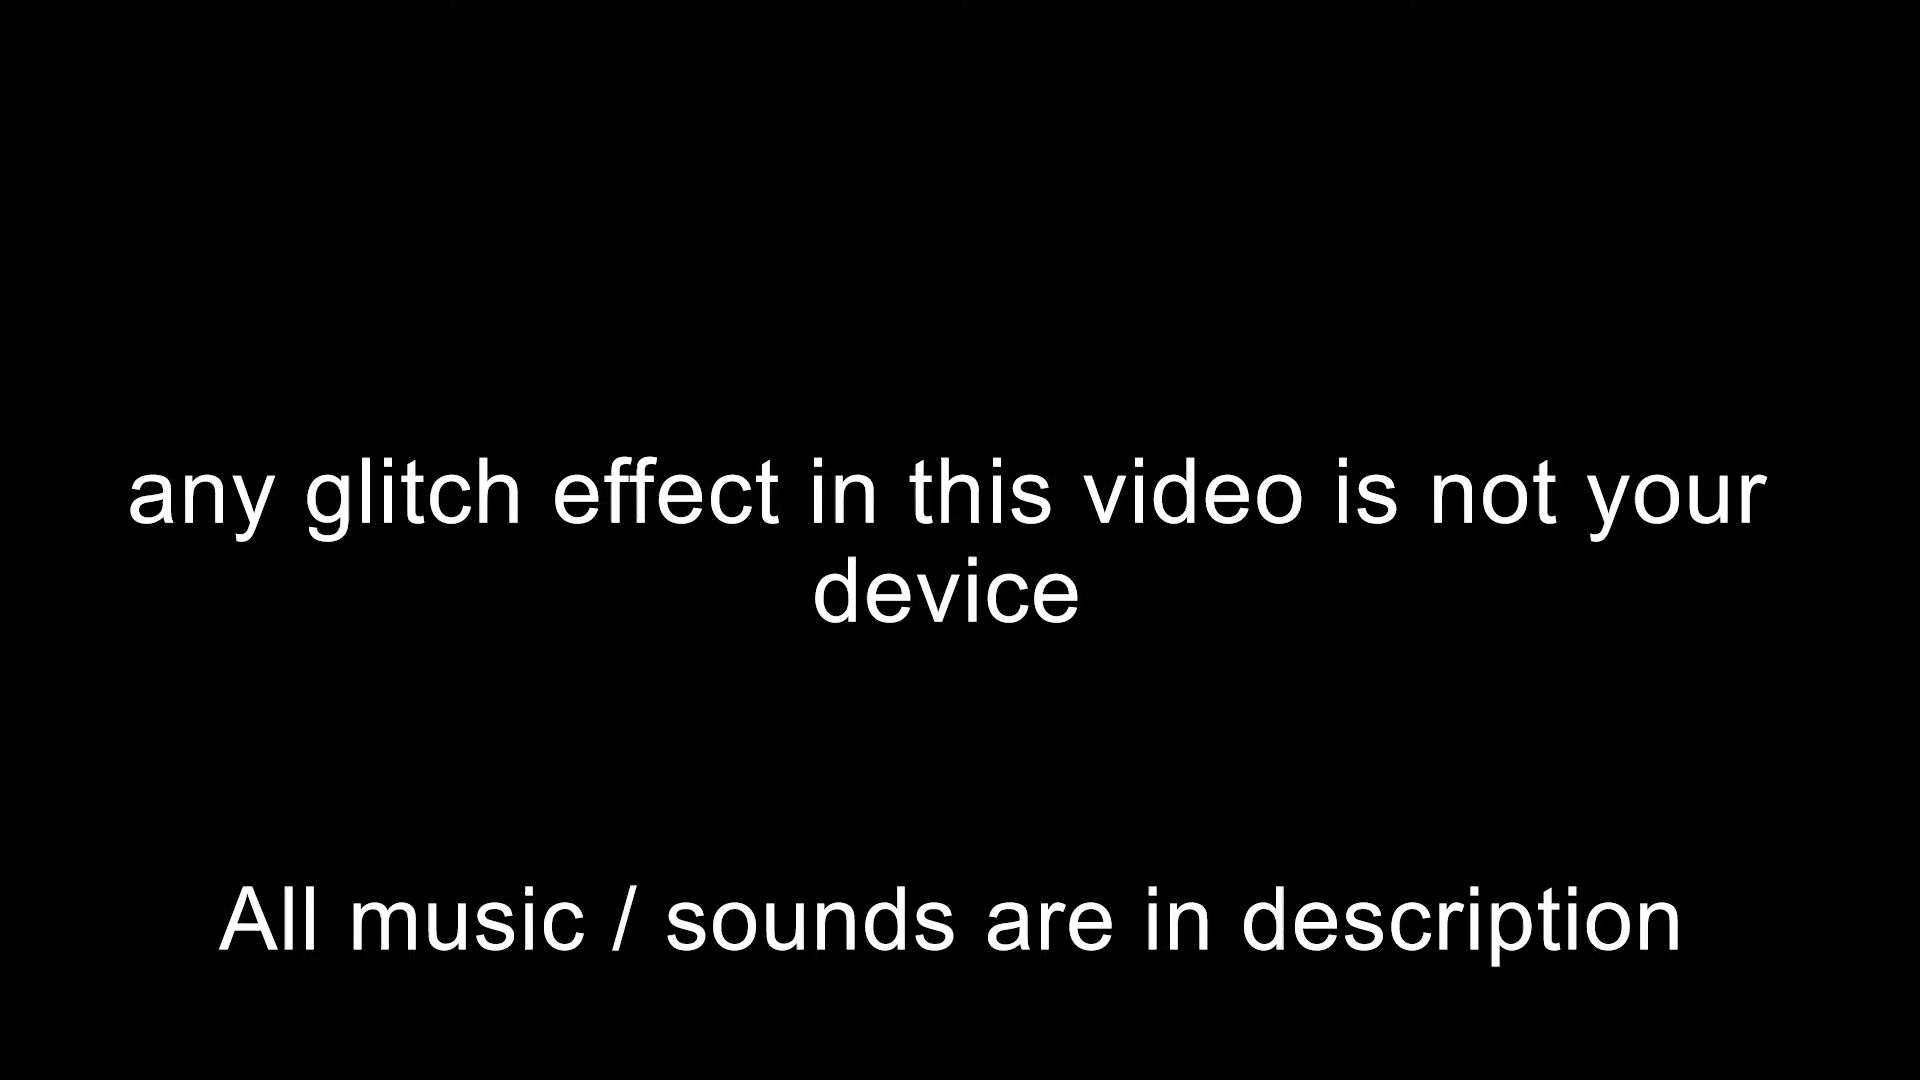 any glitch effect in this video is not your
device
All music / sounds are in description